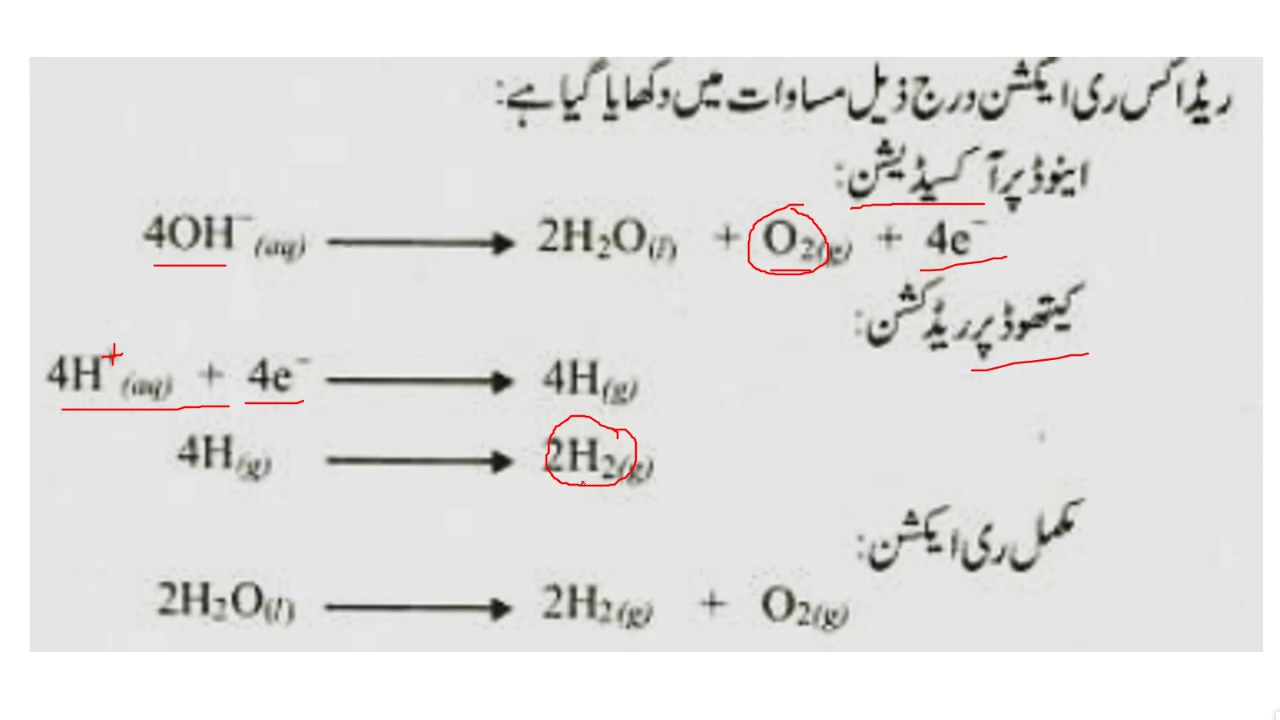 ریڈاکس ری ایکشن درج ذیل مساوات میں دکھایا گیا ہے:
اینوڈ پر آکسیڈیشن:
4OH⁻(aq) ⟶ 2H₂O(l) + O₂(g) + 4e⁻
کیتھوڈ پر ریڈکشن:
4H⁺(aq) + 4e⁻ ⟶ 4H(g)
4H(g) ⟶ 2H₂(g)
مکمل ری ایکشن:
2H₂O(l) ⟶ 2H₂(g) + O₂(g)